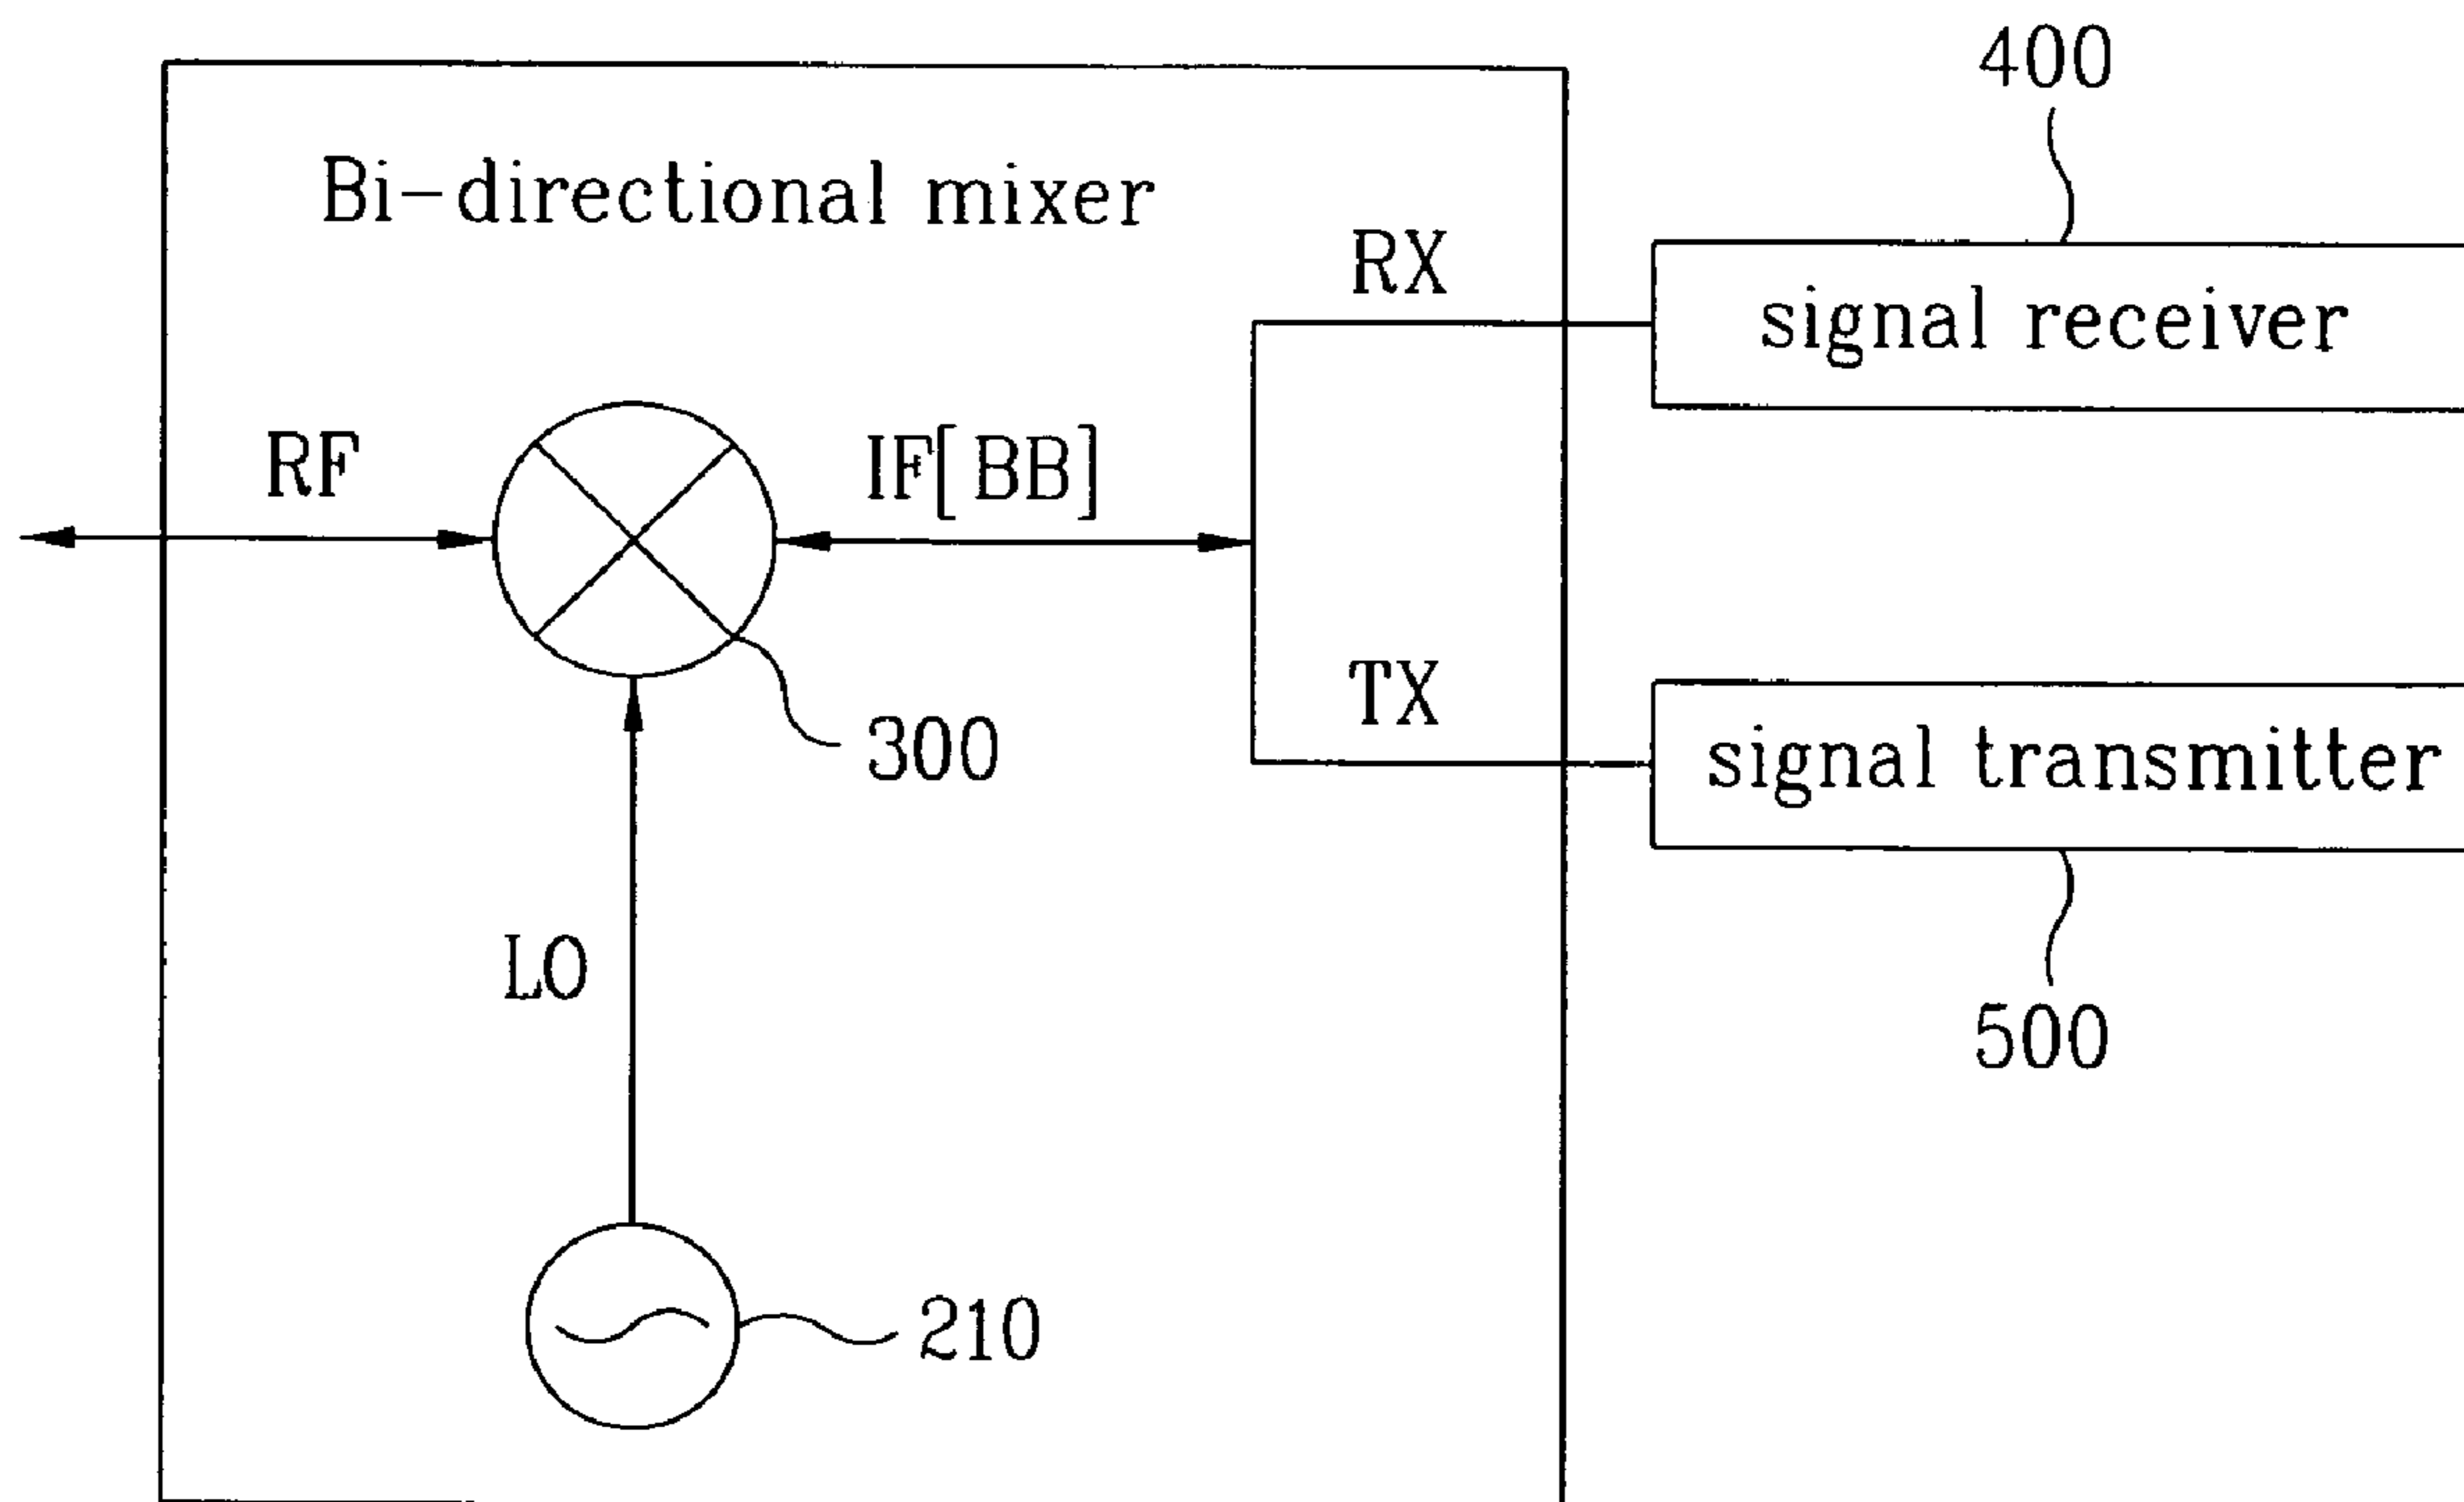 400
Bi-directional mixer
RX
signal receiver
RF
IF[BB]
TX
signal transmitter
300
LO
500
210